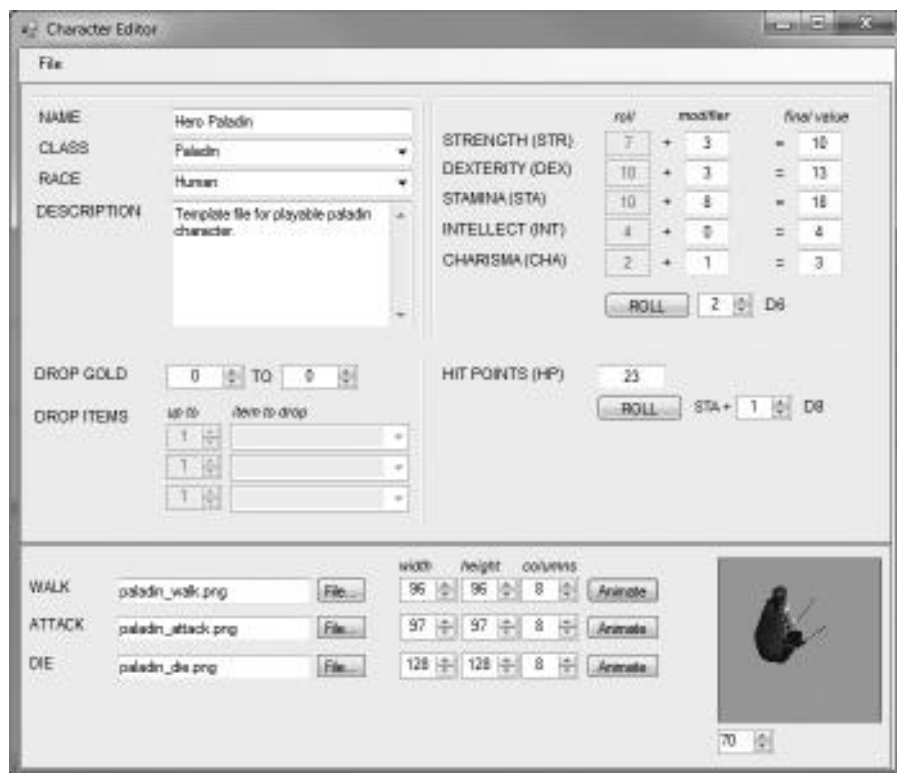 Character Editor
File
NAME Hero Paladin
CLASS Paladin
RACE Human
DESCRIPTION Template file for playable paladin
character.
roll modifier final value
STRENGTH (STR) 7 + 3 = 10
DEXTERITY (DEX) 10 + 3 = 13
STAMINA (STA) 10 + 8 = 18
INTELLECT (INT) 4 + 0 = 4
CHARISMA (CHA) 2 + 1 = 3
ROLL 2 D6
DROP GOLD 0 TO 0
DROP ITEMS up to item to drop
1
1
1
HIT POINTS (HP) 23
ROLL STA + 1 D8
width height columns
WALK paladin_walk.png File... 96 96 8 Animate
ATTACK paladin_attack.png File... 97 97 8 Animate
DIE paladin_die.png File... 128 128 8 Animate
70